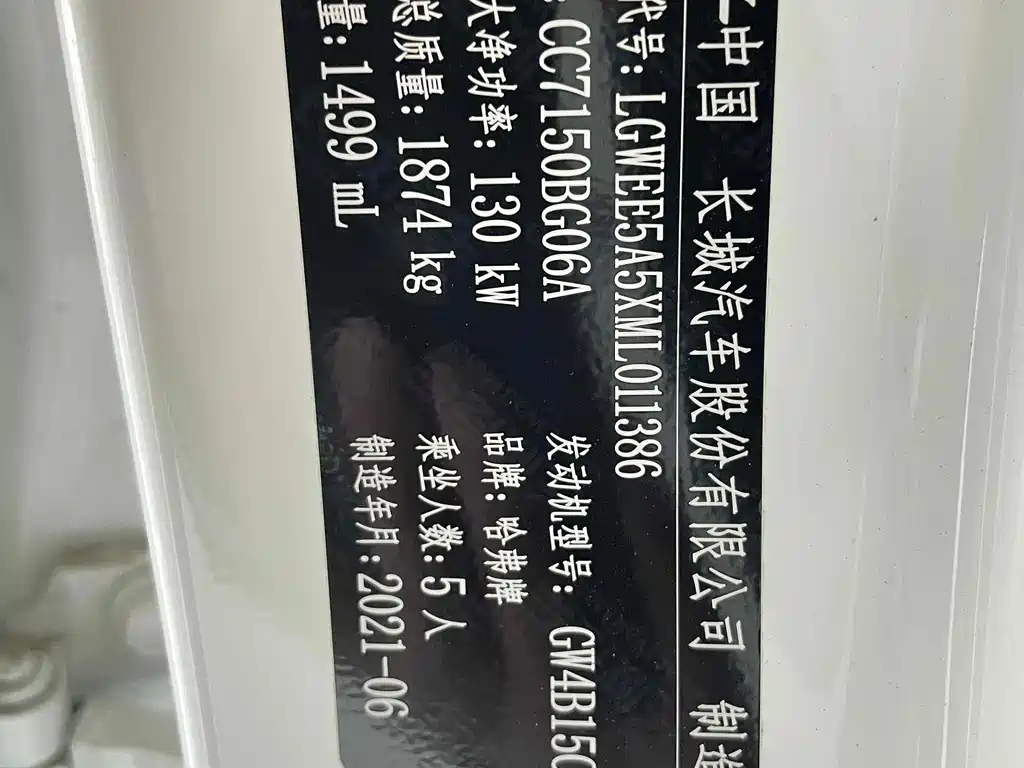 中国 长城汽车股份有限公司 制造
代号: LGWEE5A5XML011386
: CC7150BG06A 发动机型号: GW4B150
大净功率: 130 kW 品牌: 哈弗牌
总质量: 1874 kg 乘坐人数: 5 人
量: 1499 mL 制造年月: 2021-06